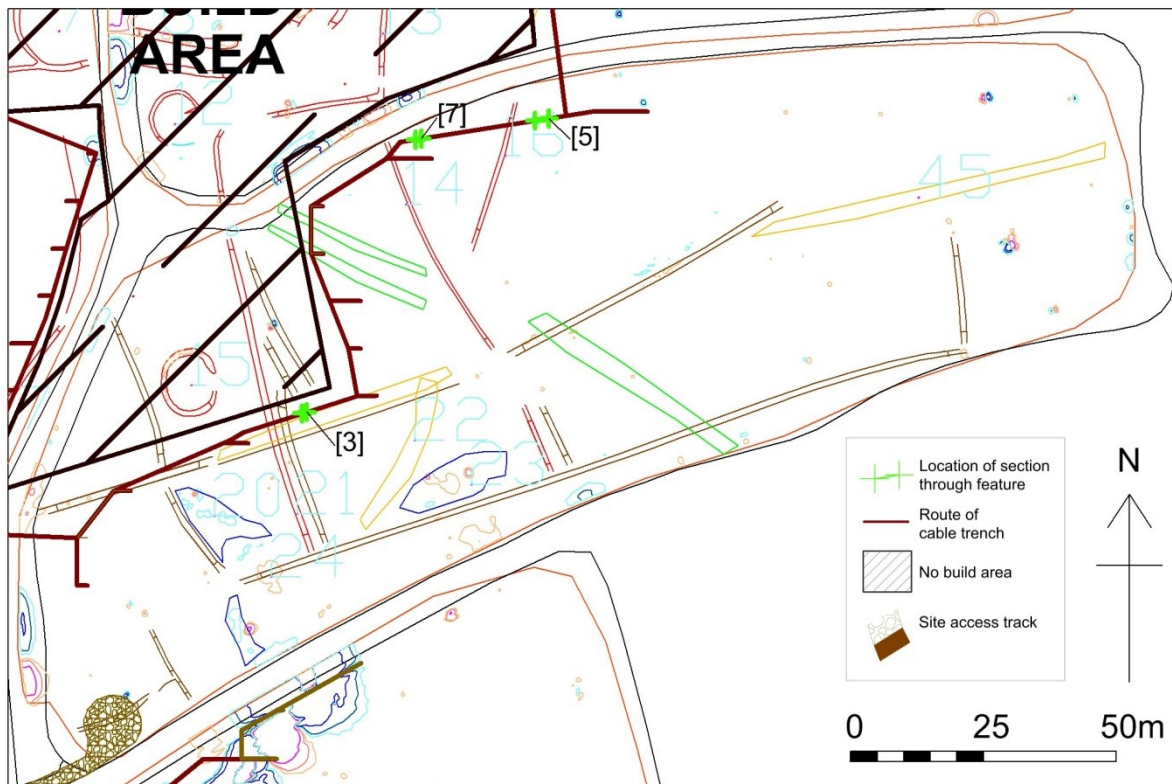 AREA
12
[7]
[5]
16
14
45
15
[3]
22
23
20
21
24
Location of section
through feature
Route of
cable trench
No build area
Site access track
N
0 25 50m